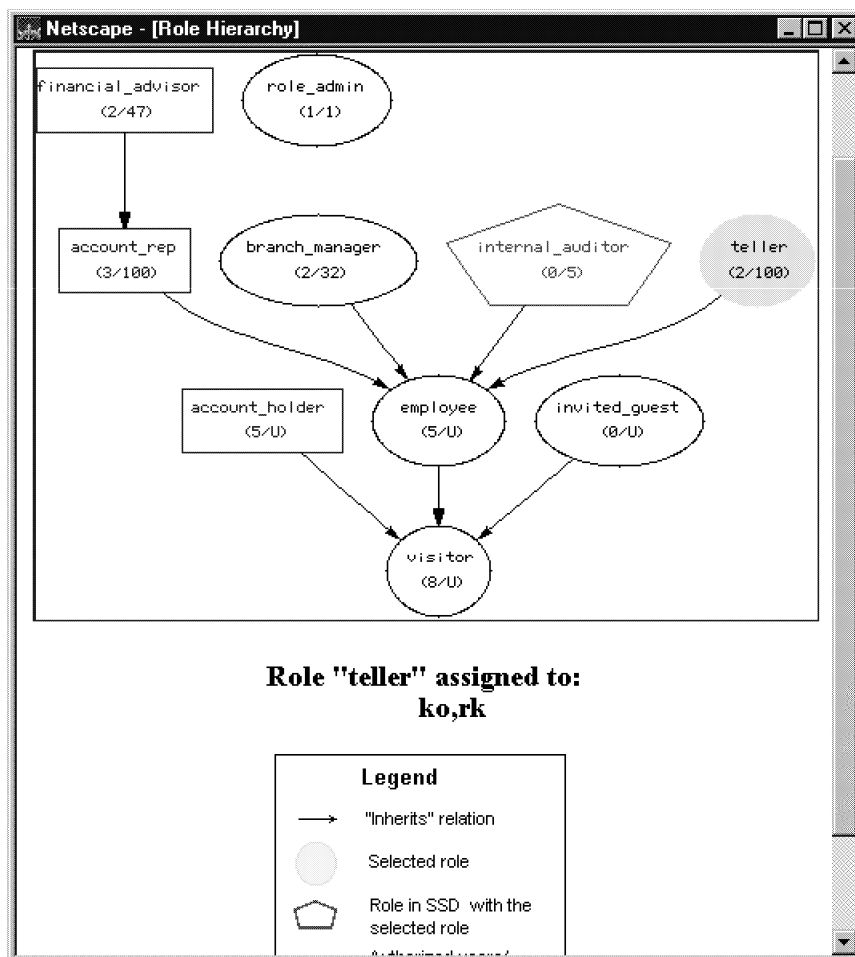 Netscape - [Role Hierarchy]
financial_advisor
(2/47)
role_admin
(1/1)
account_rep
(3/100)
branch_manager
(2/32)
internal_auditor
(0/5)
teller
(2/100)
account_holder
(5/U)
employee
(5/U)
invited_guest
(0/U)
visitor
(8/U)
Role "teller" assigned to:
ko,rk
Legend
"Inherits" relation
Selected role
Role in SSD with the
selected role